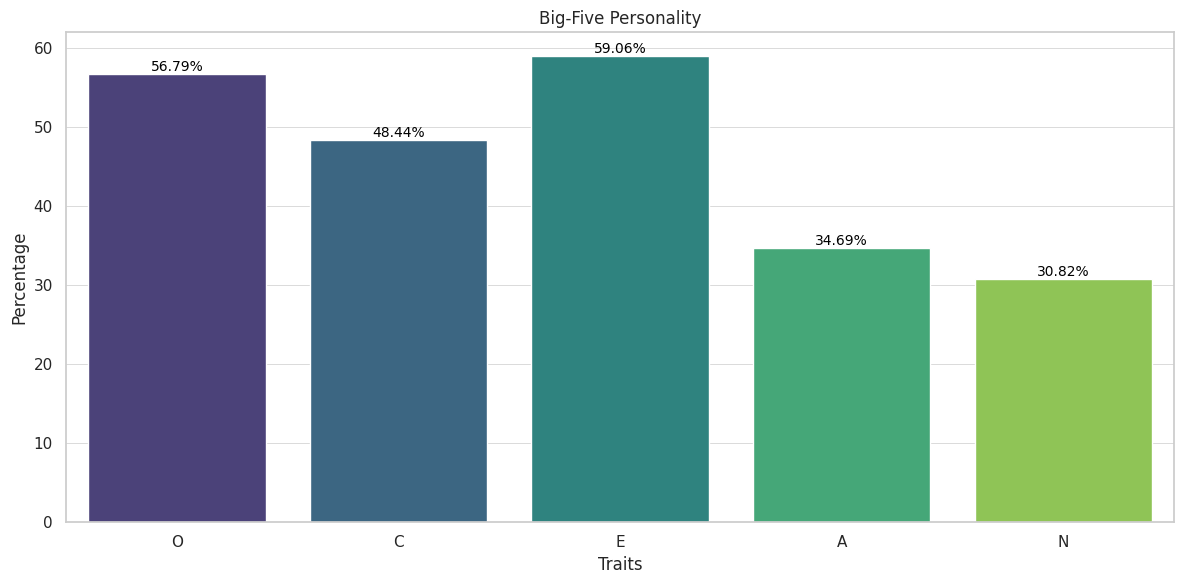 Big-Five Personality
60
50
40
30
20
10
0
Percentage
56.79%
48.44%
59.06%
34.69%
30.82%
O
C
E
A
N
Traits